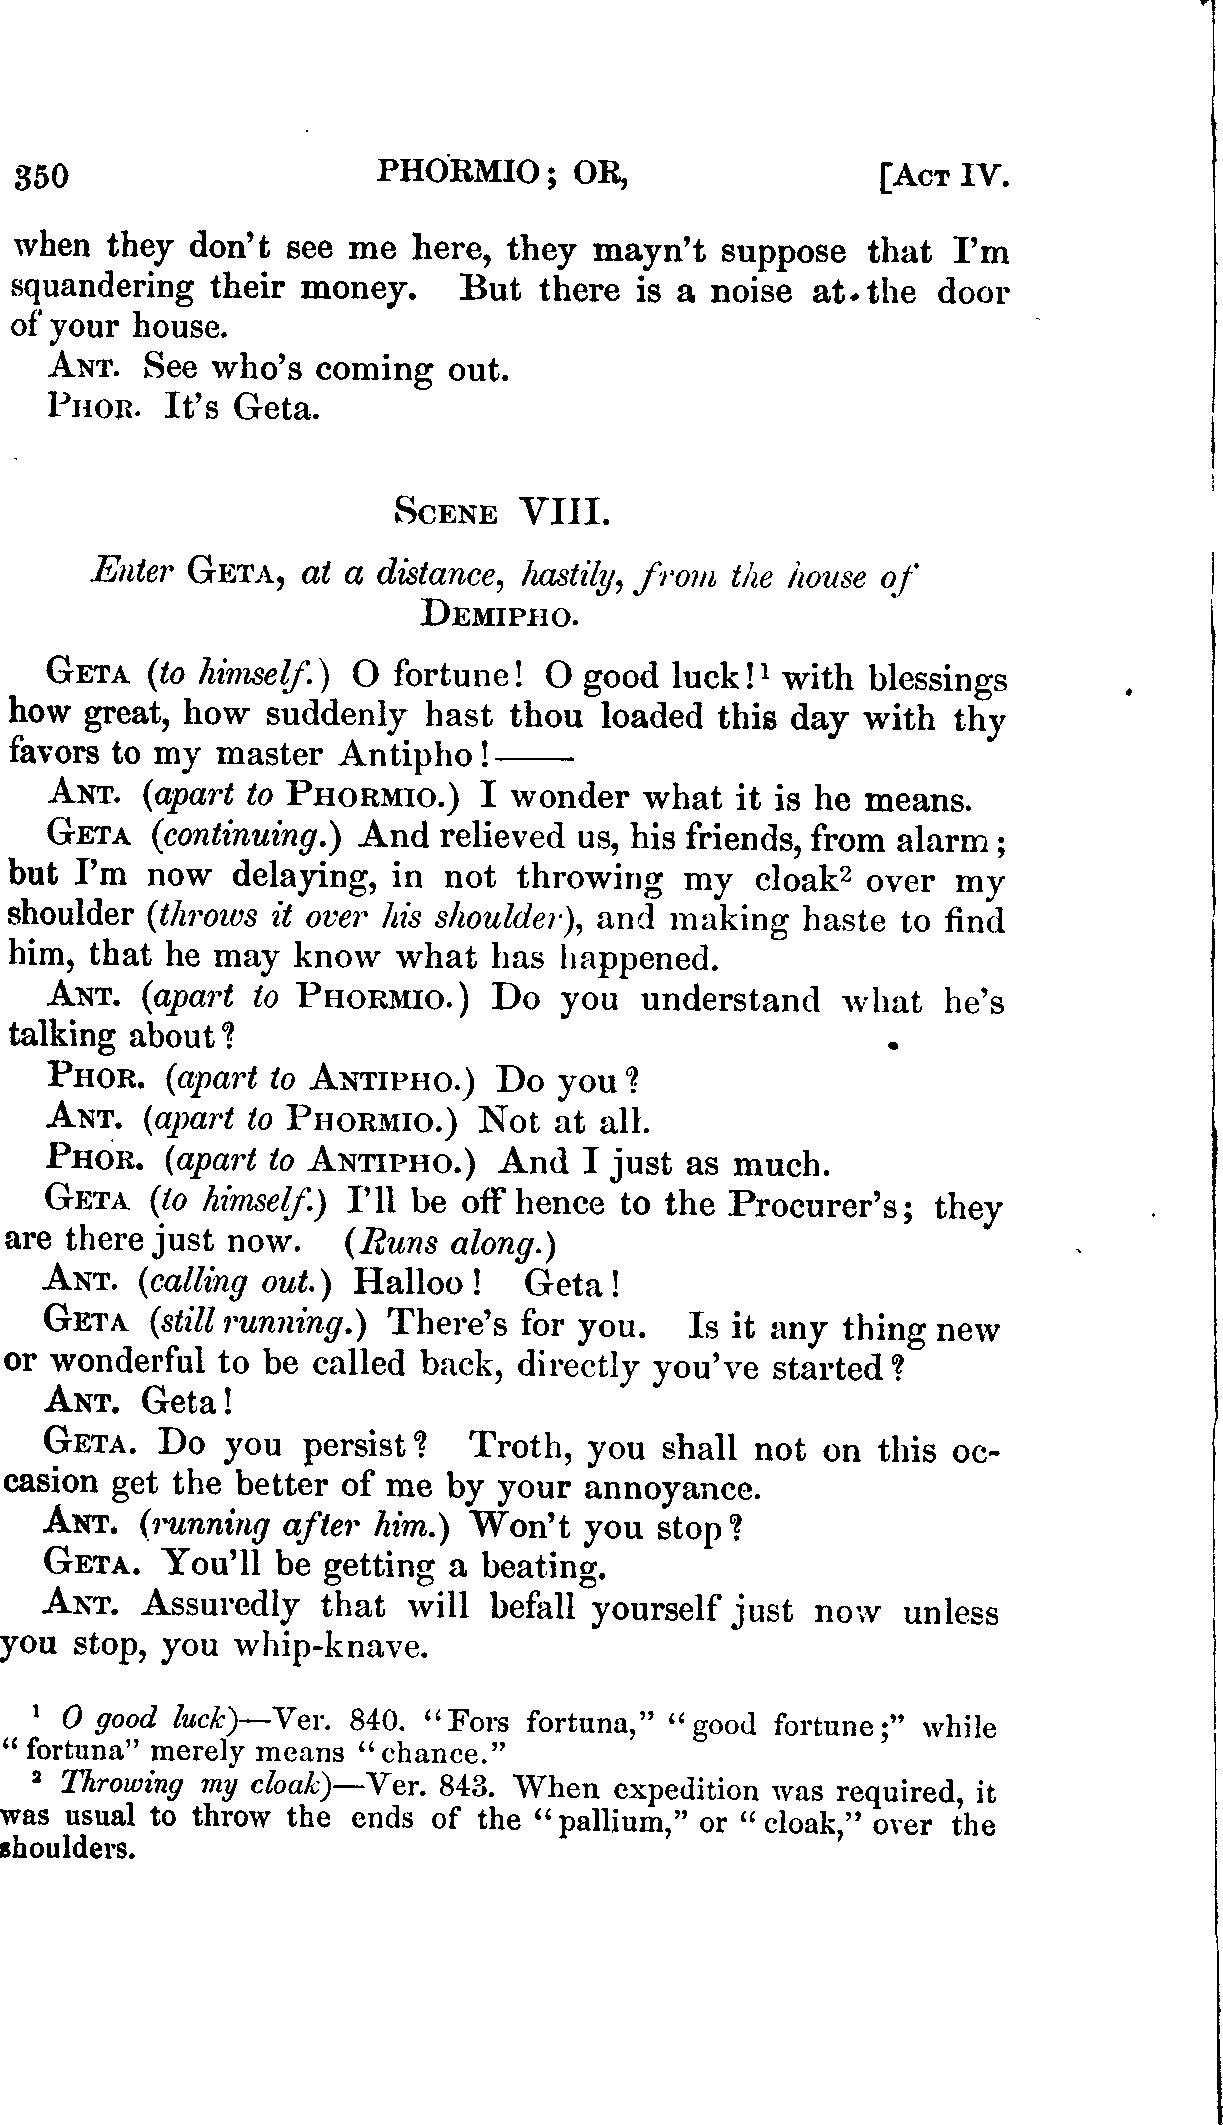 350 PHORMIO; OR, [ACT IV.
when they don't see me here, they mayn't suppose that I'm
squandering their money. But there is a noise at the door
of your house.
ANT. See who's coming out.
PHOR. It's Geta.
SCENE VIII.
Enter GETA, at a distance, hastily, from the house of
DEMIPHO.
GETA (to himself.) O fortune! O good luck!¹ with blessings
how great, how suddenly hast thou loaded this day with thy
favors to my master Antipho!——
ANT. (apart to PHORMIO.) I wonder what it is he means.
GETA (continuing.) And relieved us, his friends, from alarm;
but I'm now delaying, in not throwing my cloak² over my
shoulder (throws it over his shoulder), and making haste to find
him, that he may know what has happened.
ANT. (apart to PHORMIO.) Do you understand what he's
talking about?
PHOR. (apart to ANTIPHO.) Do you?
ANT. (apart to PHORMIO.) Not at all.
PHOR. (apart to ANTIPHO.) And I just as much.
GETA (to himself.) I'll be off hence to the Procurer's; they
are there just now. (Runs along.)
ANT. (calling out.) Halloo! Geta!
GETA (still running.) There's for you. Is it any thing new
or wonderful to be called back, directly you've started?
ANT. Geta!
GETA. Do you persist? Troth, you shall not on this oc-
casion get the better of me by your annoyance.
ANT. (running after him.) Won't you stop?
GETA. You'll be getting a beating.
ANT. Assuredly that will befall yourself just now unless
you stop, you whip-knave.
¹ O good luck)—Ver. 840. "Fors fortuna," "good fortune;" while
"fortuna" merely means "chance."
² Throwing my cloak)—Ver. 843. When expedition was required, it
was usual to throw the ends of the "pallium," or "cloak," over the
shoulders.